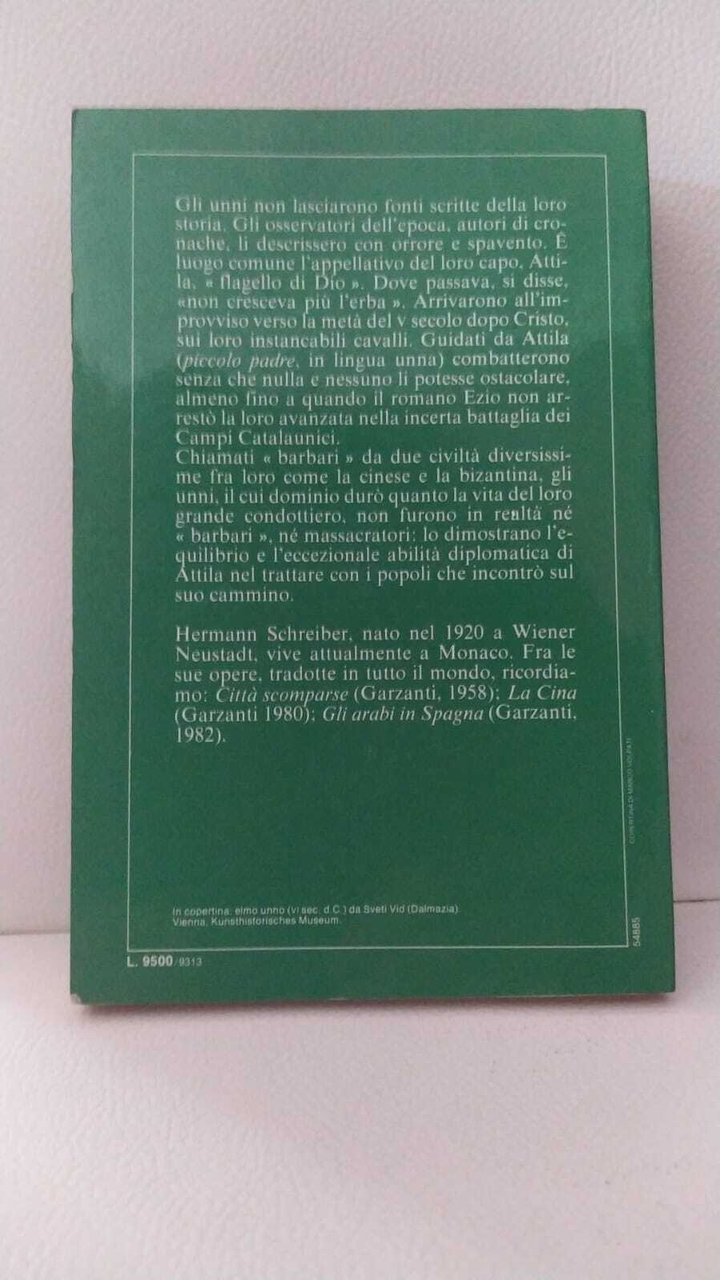 Gli unni non lasciarono fonti scritte della loro
storia. Gli osservatori dell'epoca, autori di cro-
nache, li descrissero con orrore e spavento. È
luogo comune l'appellativo del loro capo, Atti-
la, « flagello di Dio ». Dove passava, si disse,
«non cresceva più l'erba ». Arrivarono all'im-
provviso verso la metà del V secolo dopo Cristo,
sui loro instancabili cavalli. Guidati da Attila
(piccolo padre, in lingua unna) combatterono
senza che nulla e nessuno li potesse ostacolare,
almeno fino a quando il romano Ezio non ar-
restò la loro avanzata nella incerta battaglia dei
Campi Catalaunici.
Chiamati « barbari » da due civiltà diversissi-
me fra loro come la cinese e la bizantina, gli
unni, il cui dominio durò quanto la vita del loro
grande condottiero, non furono in realtà né
« barbari », né massacratori: lo dimostrano l'e-
quilibrio e l'eccezionale abilità diplomatica di
Attila nel trattare con i popoli che incontrò sul
suo cammino.
Hermann Schreiber, nato nel 1920 a Wiener
Neustadt, vive attualmente a Monaco. Fra le
sue opere, tradotte in tutto il mondo, ricordia-
mo: Città scomparse (Garzanti, 1958); La Cina
(Garzanti 1980); Gli arabi in Spagna (Garzanti,
1982).
In copertina: elmo unno (VI sec. d.C.) da Sveti Vid (Dalmazia).
Vienna, Kunsthistorisches Museum.
L. 9500/9313
COPERTINA DI MARCO VOLPATI
54885